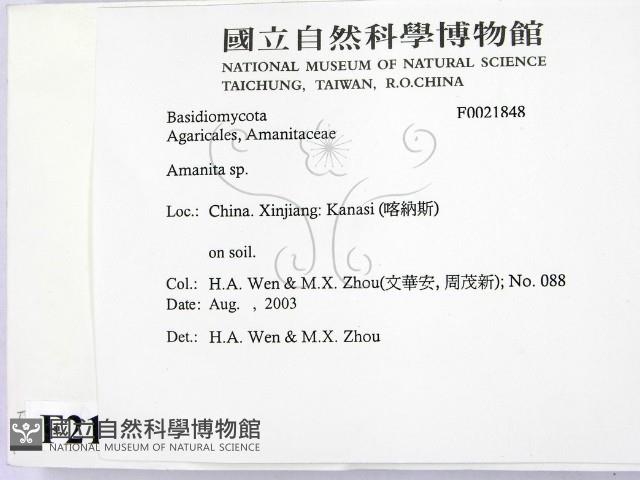 國立自然科學博物館
NATIONAL MUSEUM OF NATURAL SCIENCE
TAICHUNG, TAIWAN, R.O.CHINA
Basidiomycota F0021848
Agaricales, Amanitaceae
Amanita sp.
Loc.: China. Xinjiang: Kanasi (喀納斯)
on soil.
Col.: H.A. Wen & M.X. Zhou(文華安, 周茂新); No. 088
Date: Aug. , 2003
Det.: H.A. Wen & M.X. Zhou
F21
國立自然科學博物館
NATIONAL MUSEUM OF NATURAL SCIENCE